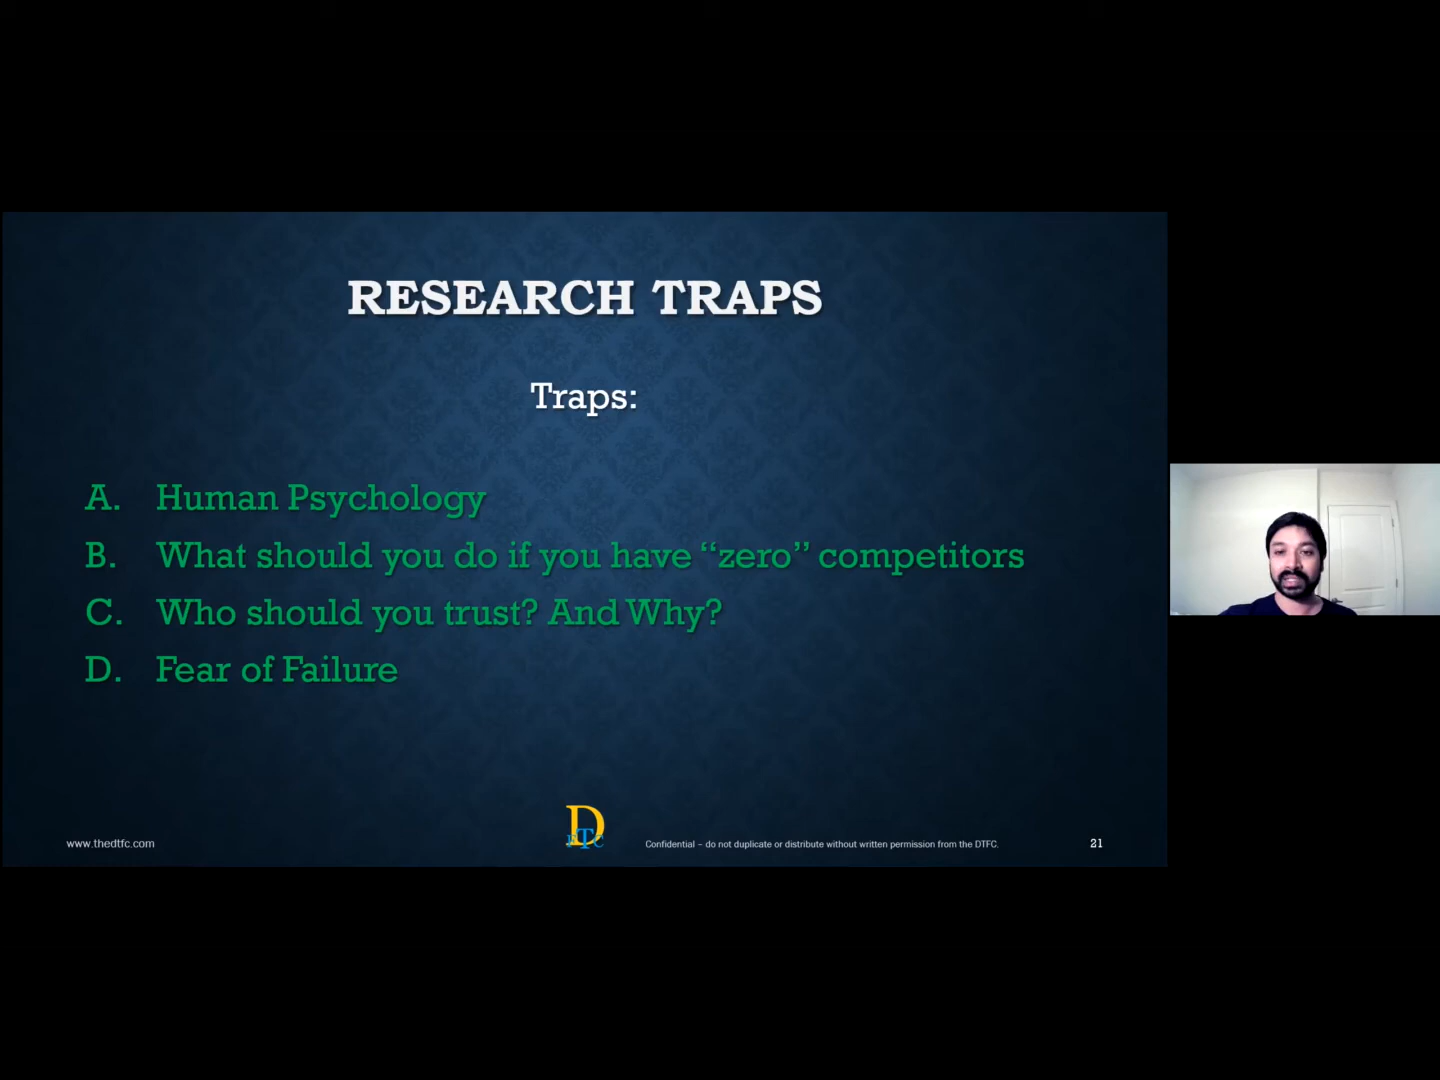 RESEARCH TRAPS
Traps:
A. Human Psychology
B. What should you do if you have “zero” competitors
C. Who should you trust? And Why?
D. Fear of Failure
www.thedtfc.com
DFTC
Confidential – do not duplicate or distribute without written permission from the DTFC.
21